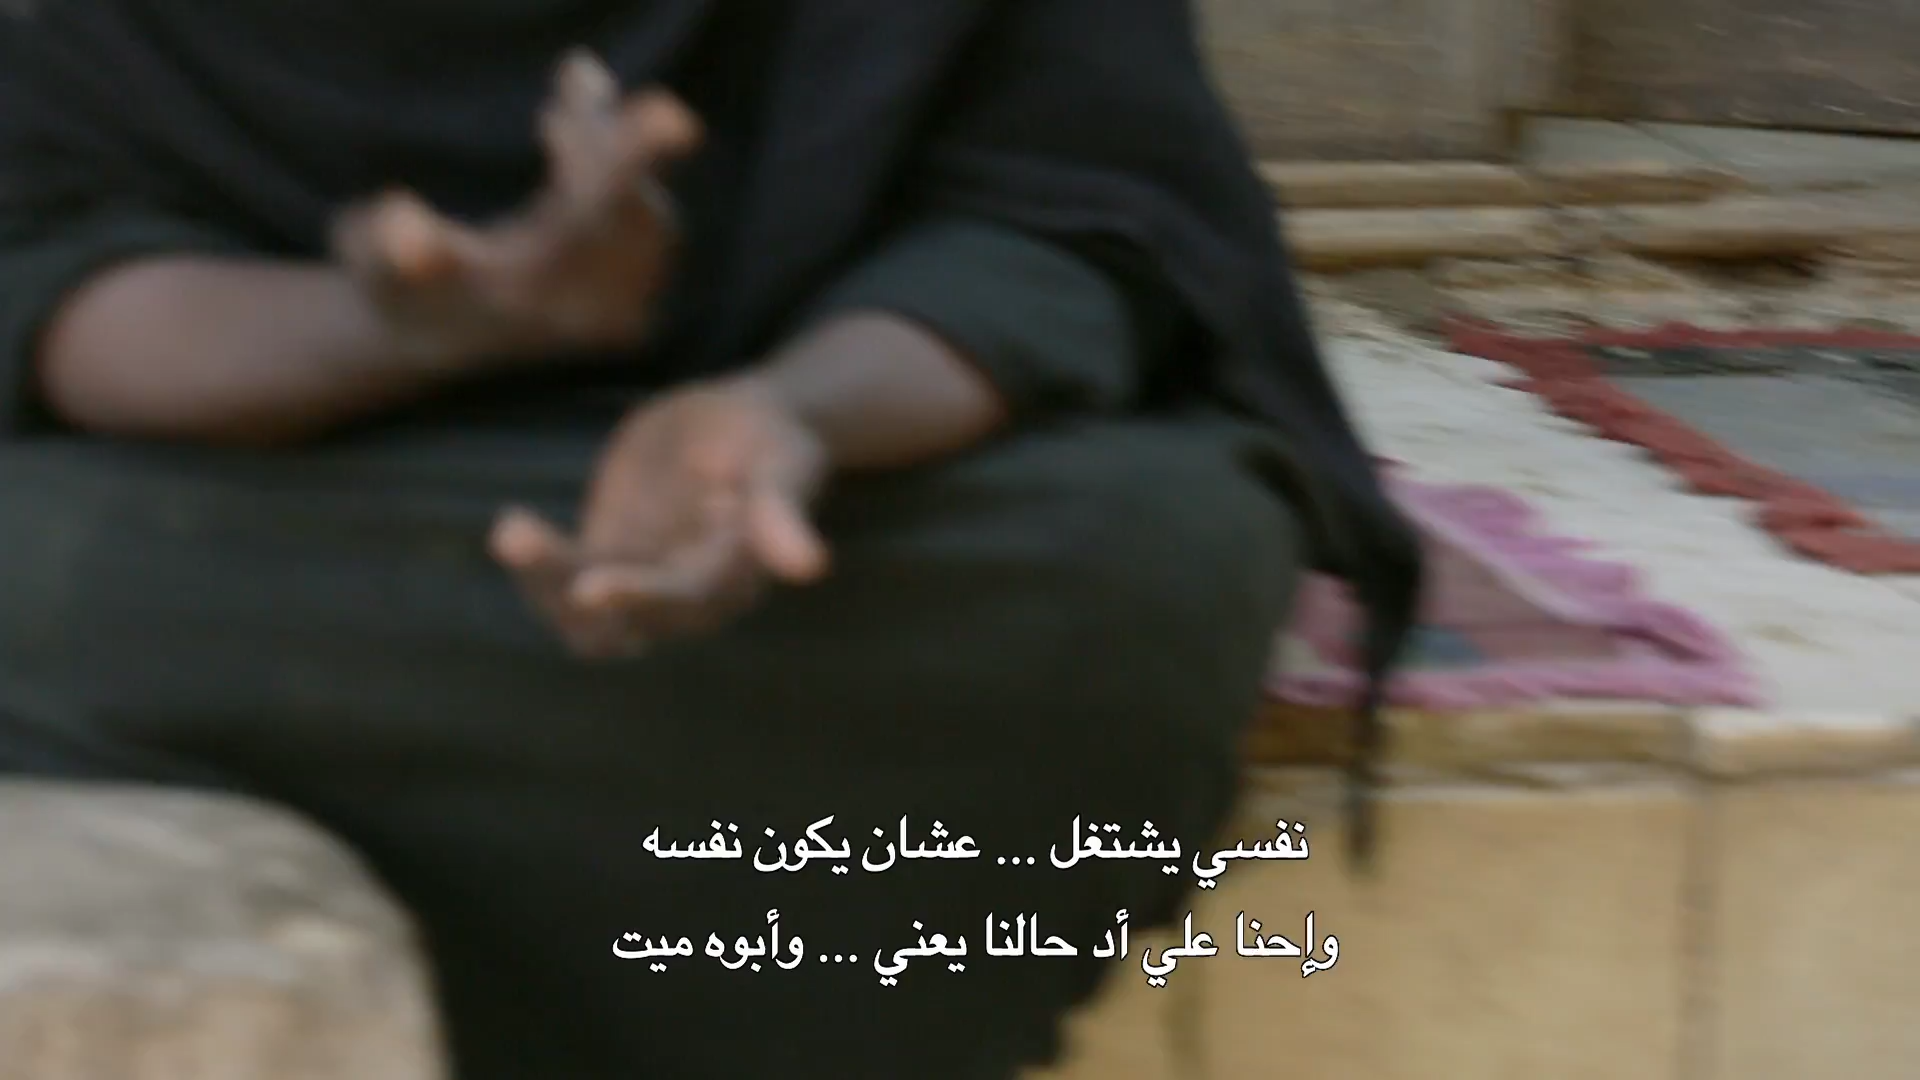 نفسي يشتغل ... عشان يكون نفسه
وإحنا علي أد حالنا يعني ... وأبوه ميت